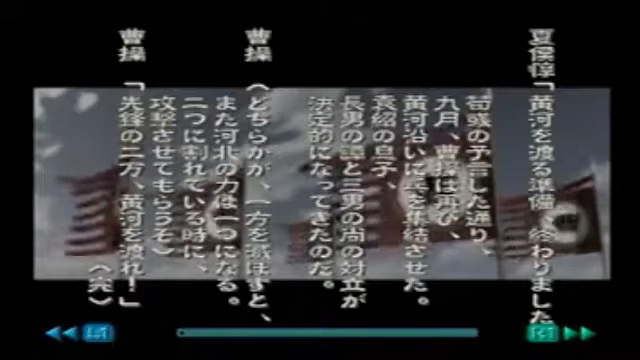 夏侯惇「黄河を渡る準備、終わりました
荀彧の予言した通り、
九月、曹操は再び、
黄河沿いに兵を集結させた。
袁紹の息子、
長男の譚と三男の尚の対立が
決定的になってきたのだ。
曹操 (どちらかが、一方を滅ぼすと、
また河北の力は一つになる。
二つに割れている時に、
攻撃させてもらうぞ)
曹操 「先鋒の二万、黄河を渡れ!」
(完)